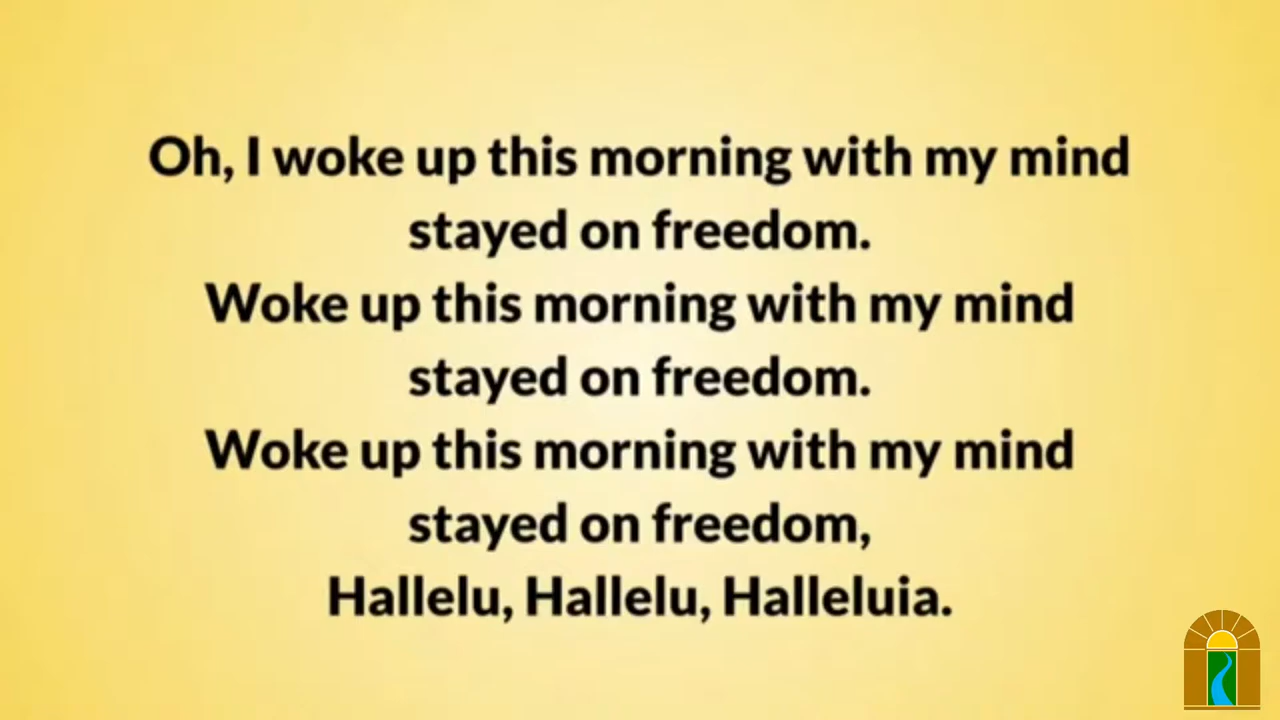 Oh, I woke up this morning with my mind
stayed on freedom.
Woke up this morning with my mind
stayed on freedom.
Woke up this morning with my mind
stayed on freedom,
Hallelu, Hallelu, Halleluia.